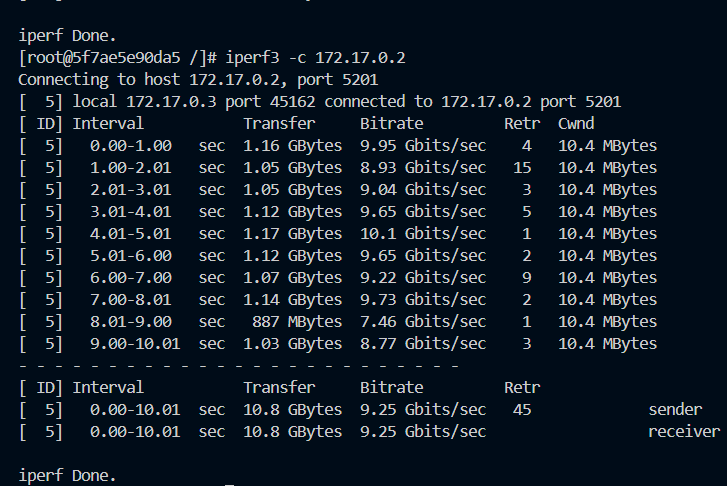 iperf Done.
[root@5f7ae5e90da5 /]# iperf3 -c 172.17.0.2
Connecting to host 172.17.0.2, port 5201
[  5] local 172.17.0.3 port 45162 connected to 172.17.0.2 port 5201
[ ID] Interval           Transfer     Bitrate         Retr  Cwnd
[  5]   0.00-1.00   sec  1.16 GBytes  9.95 Gbits/sec    4   10.4 MBytes
[  5]   1.00-2.01   sec  1.05 GBytes  8.93 Gbits/sec   15   10.4 MBytes
[  5]   2.01-3.01   sec  1.05 GBytes  9.04 Gbits/sec    3   10.4 MBytes
[  5]   3.01-4.01   sec  1.12 GBytes  9.65 Gbits/sec    5   10.4 MBytes
[  5]   4.01-5.01   sec  1.17 GBytes  10.1 Gbits/sec    1   10.4 MBytes
[  5]   5.01-6.00   sec  1.12 GBytes  9.65 Gbits/sec    2   10.4 MBytes
[  5]   6.00-7.00   sec  1.07 GBytes  9.22 Gbits/sec    9   10.4 MBytes
[  5]   7.00-8.01   sec  1.14 GBytes  9.73 Gbits/sec    2   10.4 MBytes
[  5]   8.01-9.00   sec   887 MBytes  7.46 Gbits/sec    1   10.4 MBytes
[  5]   9.00-10.01  sec  1.03 GBytes  8.77 Gbits/sec    3   10.4 MBytes
- - - - - - - - - - - - - - - - - - - - - - - - -
[ ID] Interval           Transfer     Bitrate         Retr
[  5]   0.00-10.01  sec  10.8 GBytes  9.25 Gbits/sec   45             sender
[  5]   0.00-10.01  sec  10.8 GBytes  9.25 Gbits/sec                  receiver
iperf Done.